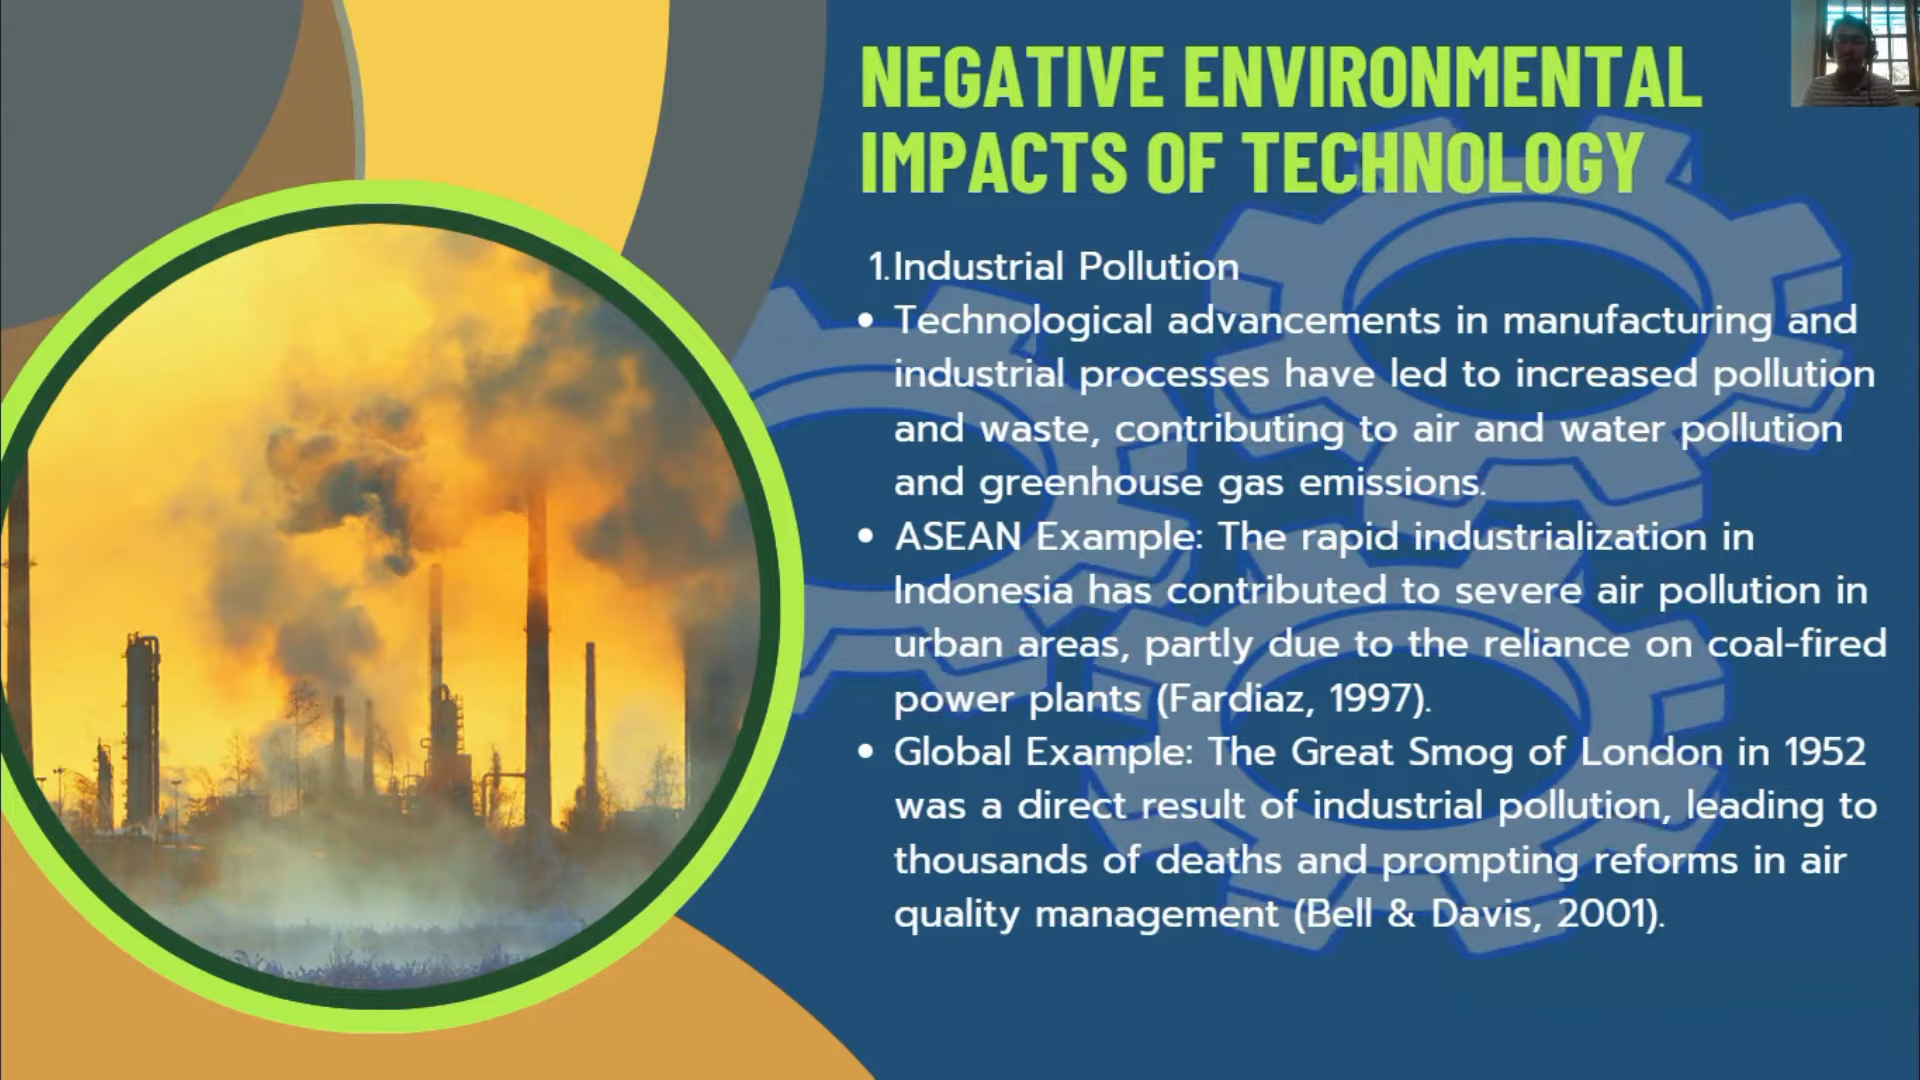 NEGATIVE ENVIRONMENTAL
IMPACTS OF TECHNOLOGY
1.Industrial Pollution
• Technological advancements in manufacturing and
industrial processes have led to increased pollution
and waste, contributing to air and water pollution
and greenhouse gas emissions.
• ASEAN Example: The rapid industrialization in
Indonesia has contributed to severe air pollution in
urban areas, partly due to the reliance on coal-fired
power plants (Fardiaz, 1997).
• Global Example: The Great Smog of London in 1952
was a direct result of industrial pollution, leading to
thousands of deaths and prompting reforms in air
quality management (Bell & Davis, 2001).